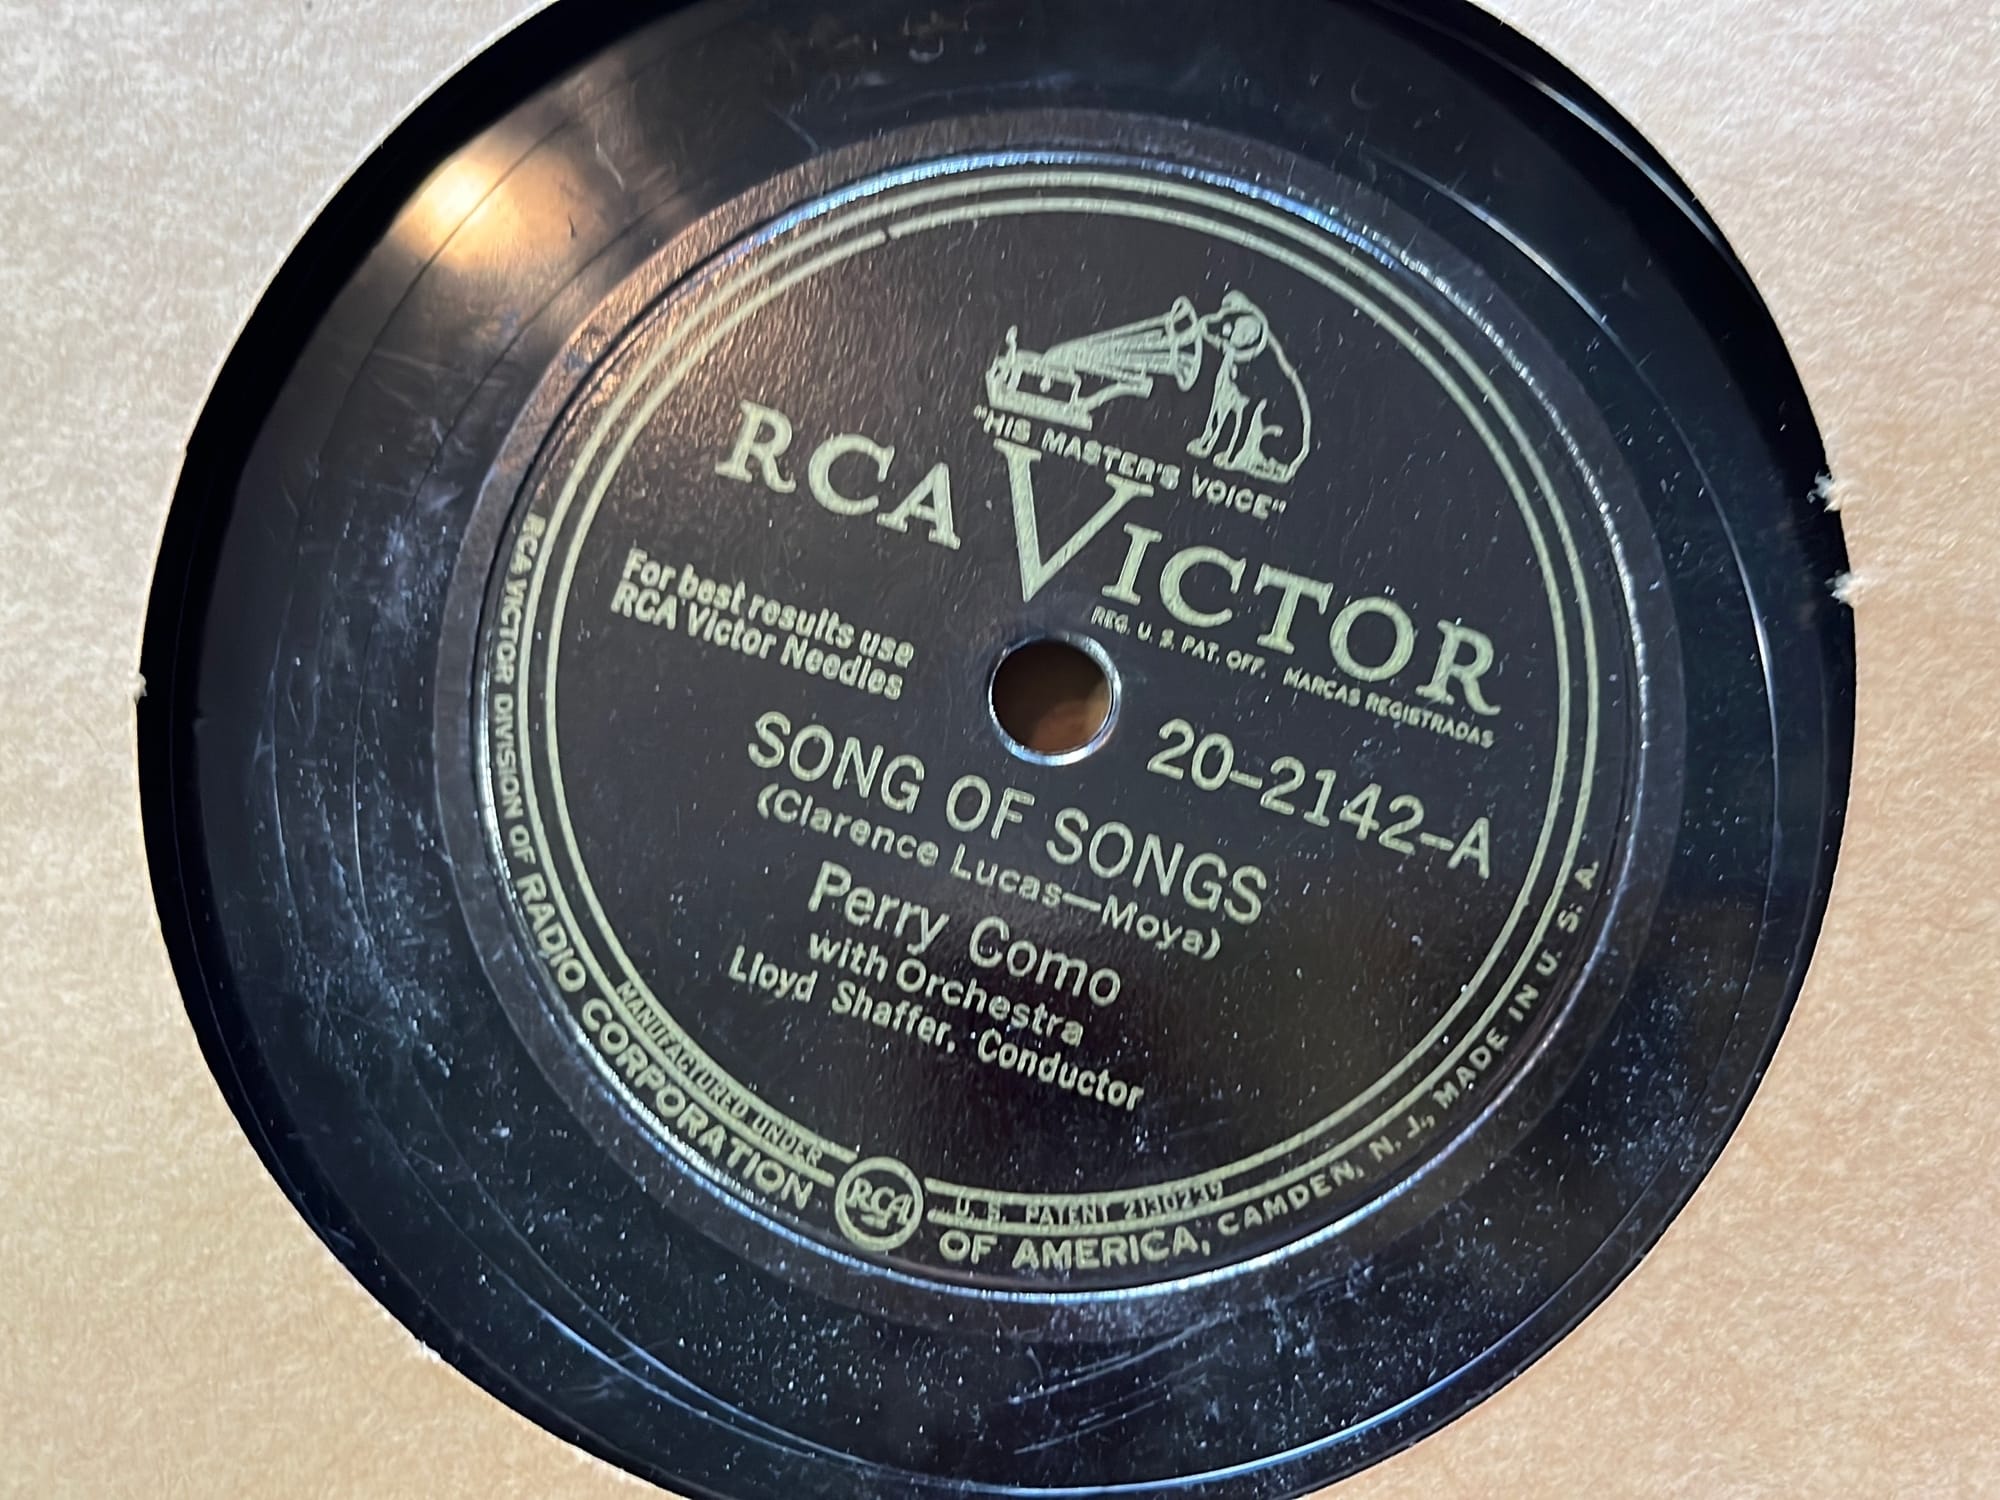 "HIS MASTER'S VOICE"
RCA VICTOR
REG. U. S. PAT. OFF. MARCAS REGISTRADAS
For best results use
RCA Victor Needles
20-2142-A
SONG OF SONGS
(Clarence Lucas—Moya)
Perry Como
with Orchestra
Lloyd Shaffer, Conductor
MANUFACTURED UNDER
RCA
U. S. PATENT 2130239
RCA VICTOR DIVISION OF RADIO CORPORATION OF AMERICA, CAMDEN, N. J., MADE IN U. S. A.